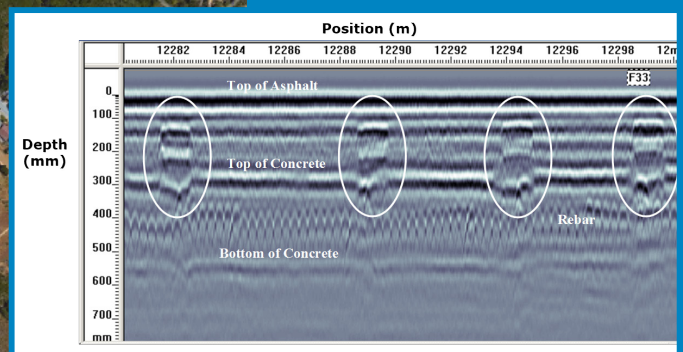 Position (m)
12282 12284 12286 12288 12290 12292 12294 12296 12298 12m
F33
Top of Asphalt
0
100
Depth
(mm)
200
Top of Concrete
300
400
Rebar
500
Bottom of Concrete
600
700
mm